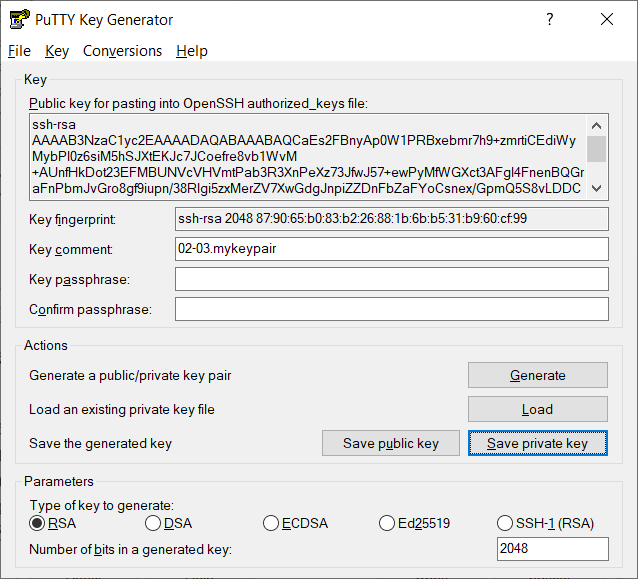 PuTTY Key Generator
File Key Conversions Help
Key
Public key for pasting into OpenSSH authorized_keys file:
ssh-rsa
AAAAB3NzaC1yc2EAAAADAQABAAABAQCaEs2FBnyAp0W1PRBxebmr7h9+zmrtiCEdiWy
MybPl0z6siM5hSJXtEKJc7JCoefre8vb1WvM
+AUnfHkDot23EFMBUNVcVHVmtPab3R3XnPeXz73JfwJ57+ewPyMfWGXct3AFgl4FnenBQGr
aFnPbmJvGro8gf9iupn/38RIgi5zxMerZV7XwGdgJnpiZZDnFbZaFYoCsnex/GpmQ5S8vLDDC
Key fingerprint: ssh-rsa 2048 87:90:65:b0:83:b2:26:88:1b:6b:b5:31:b9:60:cf:99
Key comment: 02-03.mykeypair
Key passphrase:
Confirm passphrase:
Actions
Generate a public/private key pair Generate
Load an existing private key file Load
Save the generated key Save public key Save private key
Parameters
Type of key to generate:
RSA DSA ECDSA Ed25519 SSH-1 (RSA)
Number of bits in a generated key: 2048